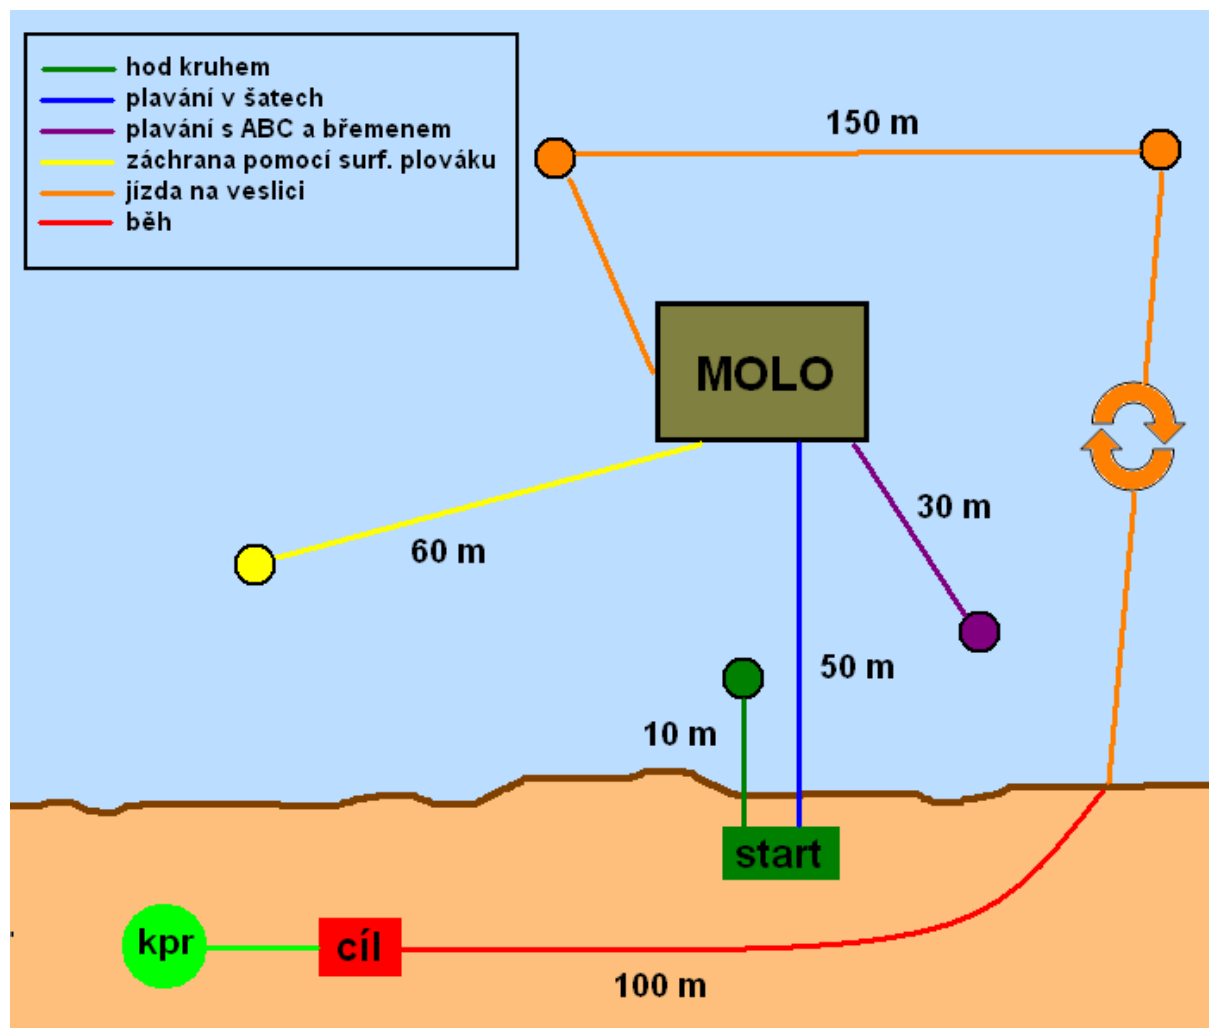 hod kruhem
plavání v šatech
plavání s ABC a břemenem
záchrana pomocí surf. plováku
jízda na veslici
běh
150 m
MOLO
30 m
60 m
50 m
10 m
start
kpr
cíl
100 m